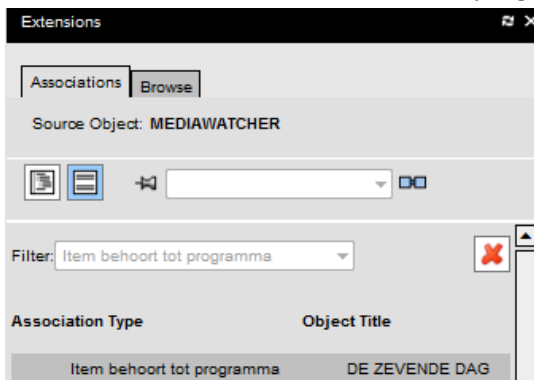 Extensions
Associations Browse
Source Object: MEDIAWATCHER
Filter: Item behoort tot programma
Association Type Object Title
Item behoort tot programma DE ZEVENDE DAG